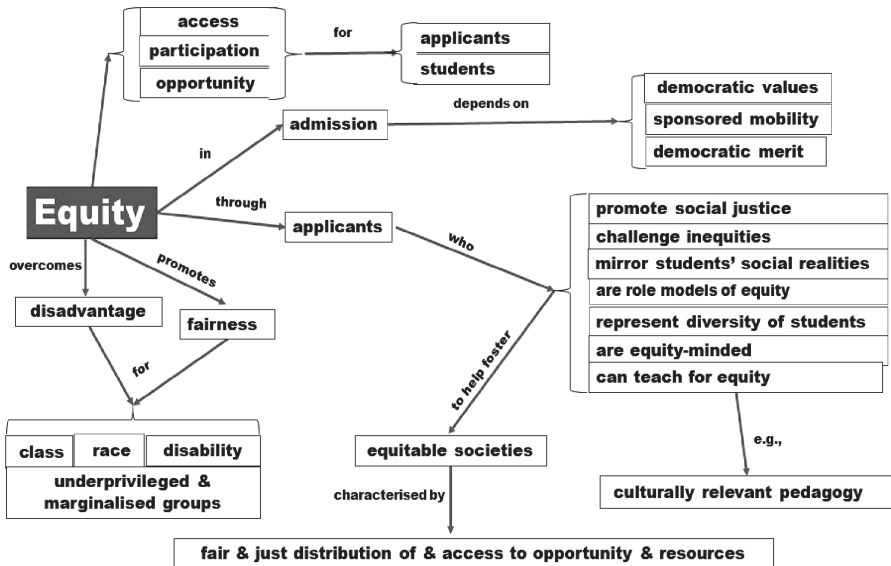 access
participation
opportunity
for
applicants
students
admission
depends on
democratic values
sponsored mobility
democratic merit
in
Equity
through
applicants
who
promote social justice
challenge inequities
mirror students' social realities
are role models of equity
represent diversity of students
are equity-minded
can teach for equity
overcomes
promotes
disadvantage
fairness
for
to help foster
class
race
disability
underprivileged &
marginalised groups
equitable societies
e.g.,
culturally relevant pedagogy
characterised by
fair & just distribution of & access to opportunity & resources